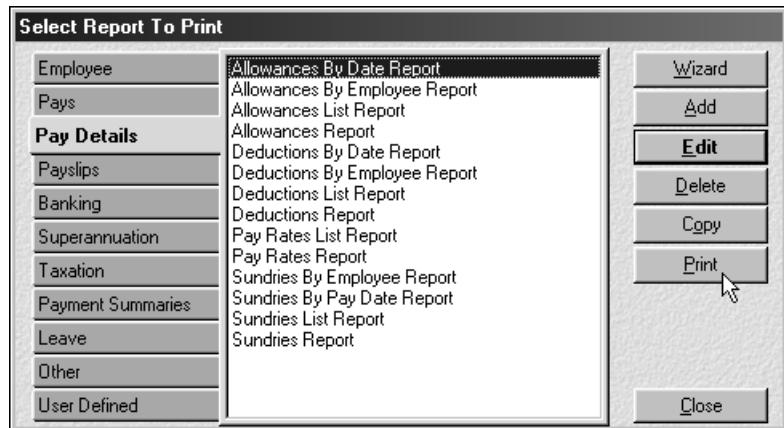 Select Report To Print
Employee
Pays
Pay Details
Payslips
Banking
Superannuation
Taxation
Payment Summaries
Leave
Other
User Defined
Allowances By Date Report
Allowances By Employee Report
Allowances List Report
Allowances Report
Deductions By Date Report
Deductions By Employee Report
Deductions List Report
Deductions Report
Pay Rates List Report
Pay Rates Report
Sundries By Employee Report
Sundries By Pay Date Report
Sundries List Report
Sundries Report
Wizard
Add
Edit
Delete
Copy
Print
Close